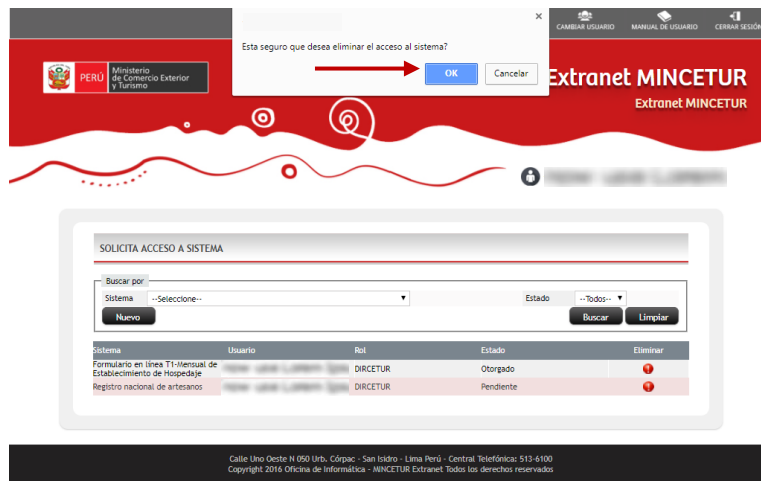 CAMBIAR USUARIO MANUAL DE USUARIO CERRAR SESIÓN
Esta seguro que desea eliminar el acceso al sistema?
OK Cancelar
PERÚ Ministerio
de Comercio Exterior
y Turismo
Extranet MINCETUR
Extranet MINCETUR
SOLICITA ACCESO A SISTEMA
Buscar por
Sistema --Seleccione-- Estado --Todos--
Nuevo Buscar Limpiar
Sistema Usuario Rol Estado Eliminar
Formulario en línea T1-Mensual de
Establecimiento de Hospedaje DIRCETUR Otorgado
Registro nacional de artesanos DIRCETUR Pendiente
Calle Uno Oeste N 050 Urb. Córpac - San Isidro - Lima Perú - Central Telefónica: 513-6100
Copyright 2016 Oficina de Informática - MINCETUR Extranet Todos los derechos reservados